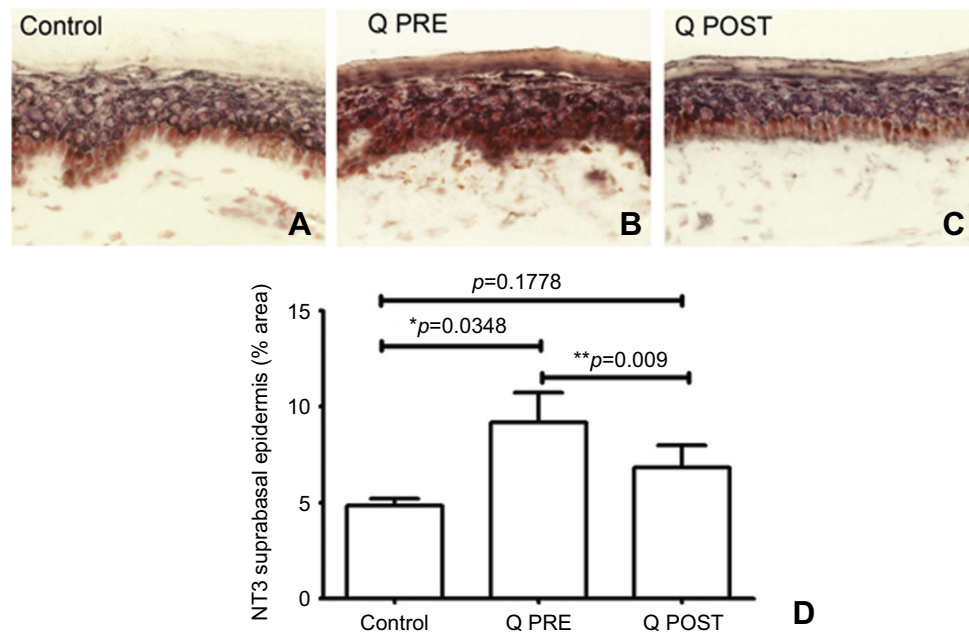 Control
Q PRE
Q POST
A
B
C
p=0.1778
*p=0.0348
**p=0.009
NT3 suprabasal epidermis (% area)
15
10
5
0
Control
Q PRE
Q POST
D